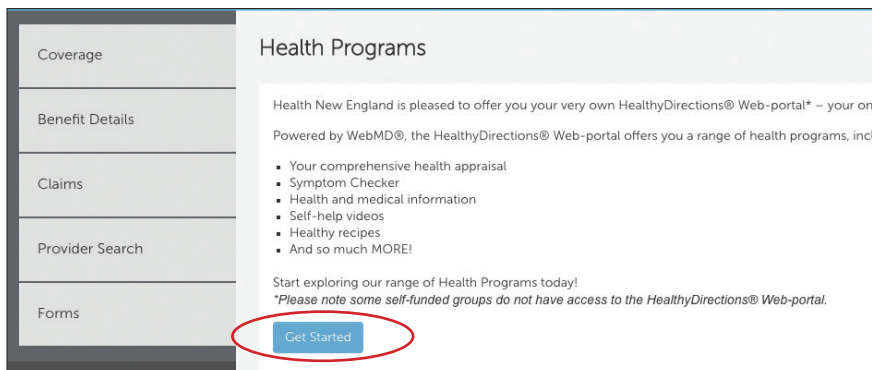 Coverage
Benefit Details
Claims
Provider Search
Forms
Health Programs
Health New England is pleased to offer you your very own HealthyDirections® Web-portal* – your on
Powered by WebMD®, the HealthyDirections® Web-portal offers you a range of health programs, incl
▪ Your comprehensive health appraisal
▪ Symptom Checker
▪ Health and medical information
▪ Self-help videos
▪ Healthy recipes
▪ And so much MORE!
Start exploring our range of Health Programs today!
*Please note some self-funded groups do not have access to the HealthyDirections® Web-portal.
Get Started